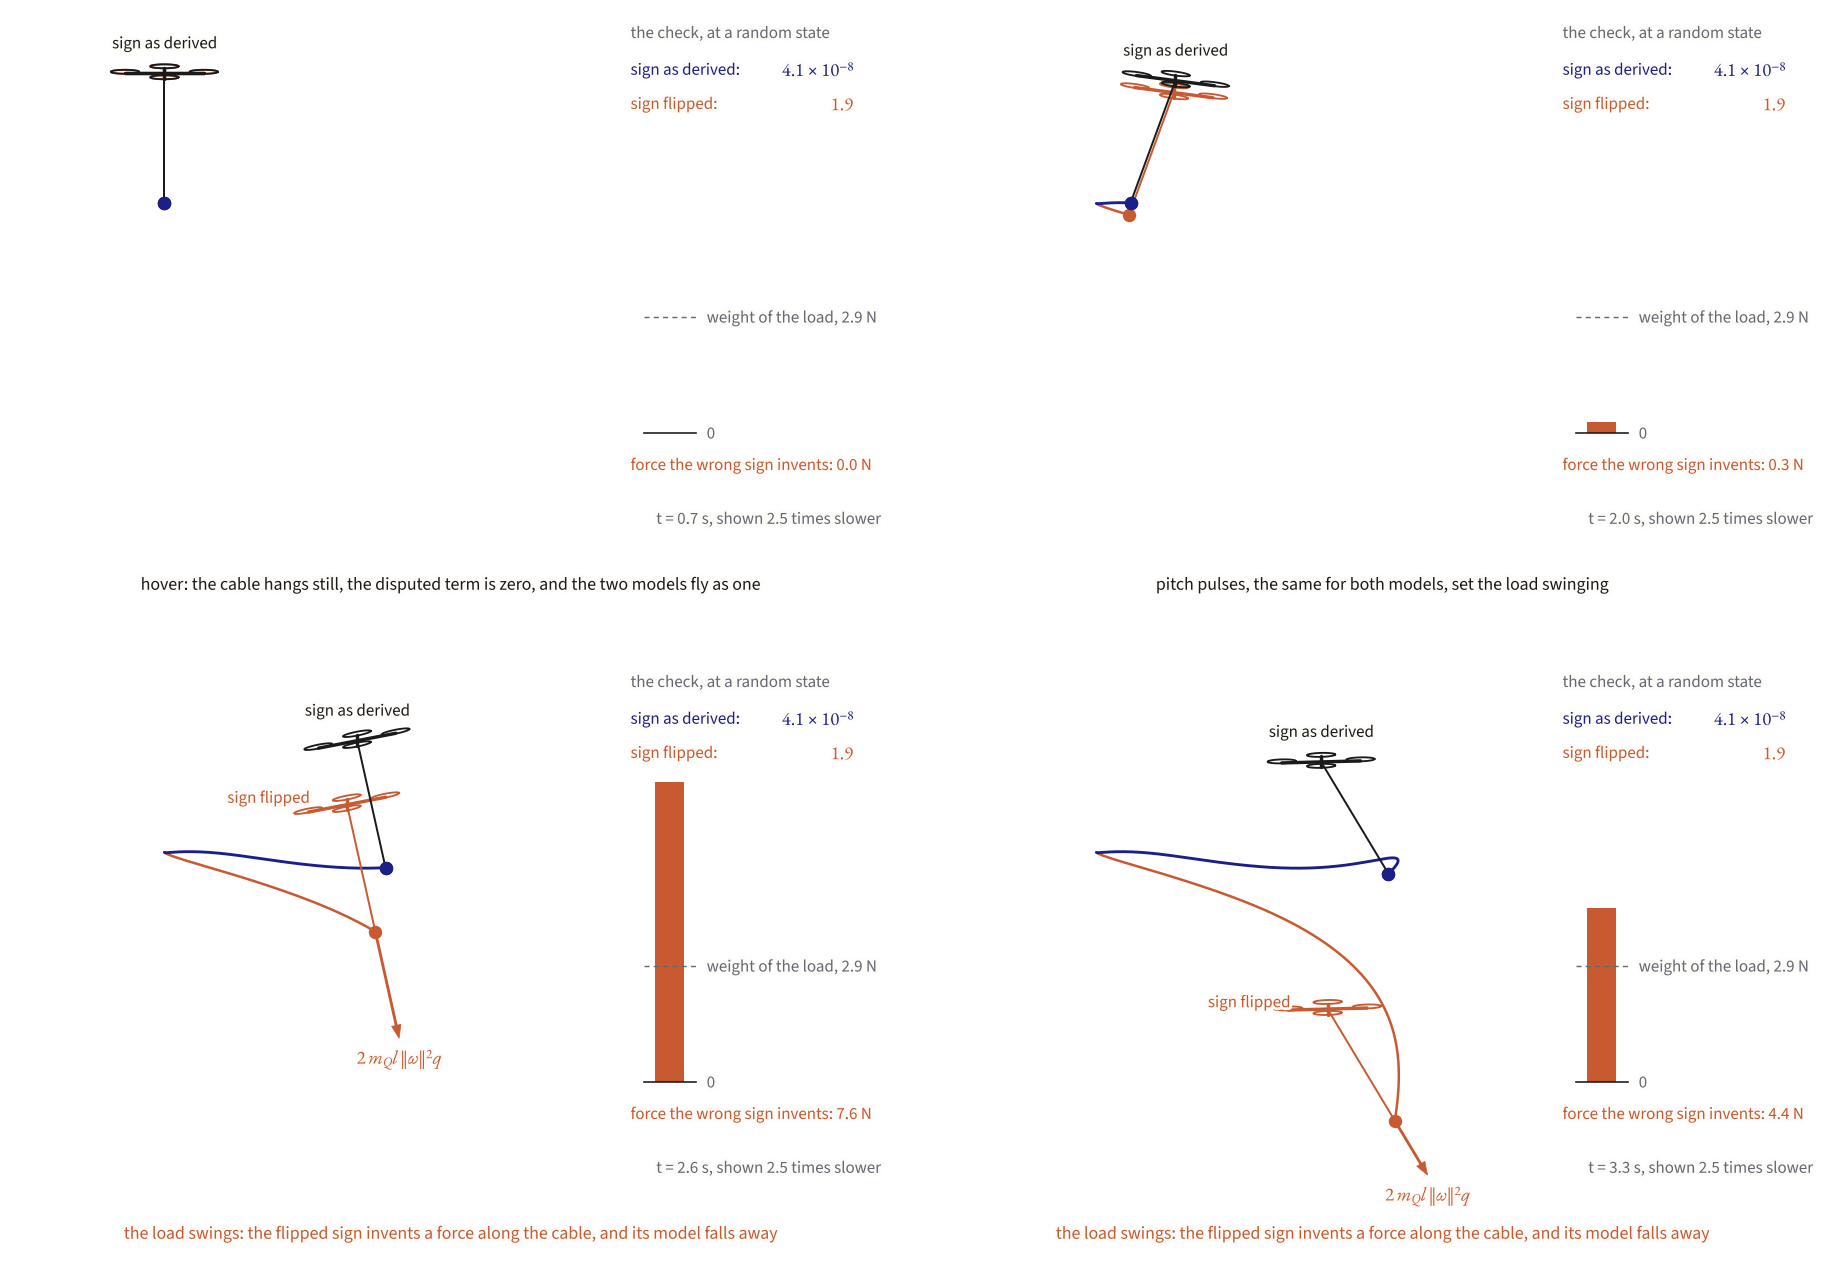 sign as derived
the check, at a random state
sign as derived: 4.1 × 10⁻⁸
sign flipped: 1.9
weight of the load, 2.9 N
0
force the wrong sign invents: 0.0 N
t = 0.7 s, shown 2.5 times slower
hover: the cable hangs still, the disputed term is zero, and the two models fly as one
sign as derived
the check, at a random state
sign as derived: 4.1 × 10⁻⁸
sign flipped: 1.9
weight of the load, 2.9 N
0
force the wrong sign invents: 0.3 N
t = 2.0 s, shown 2.5 times slower
pitch pulses, the same for both models, set the load swinging
sign as derived
sign flipped
2 m_Q l ‖ω‖² q
the check, at a random state
sign as derived: 4.1 × 10⁻⁸
sign flipped: 1.9
weight of the load, 2.9 N
0
force the wrong sign invents: 7.6 N
t = 2.6 s, shown 2.5 times slower
the load swings: the flipped sign invents a force along the cable, and its model falls away
sign as derived
sign flipped
2 m_Q l ‖ω‖² q
the check, at a random state
sign as derived: 4.1 × 10⁻⁸
sign flipped: 1.9
weight of the load, 2.9 N
0
force the wrong sign invents: 4.4 N
t = 3.3 s, shown 2.5 times slower
the load swings: the flipped sign invents a force along the cable, and its model falls away